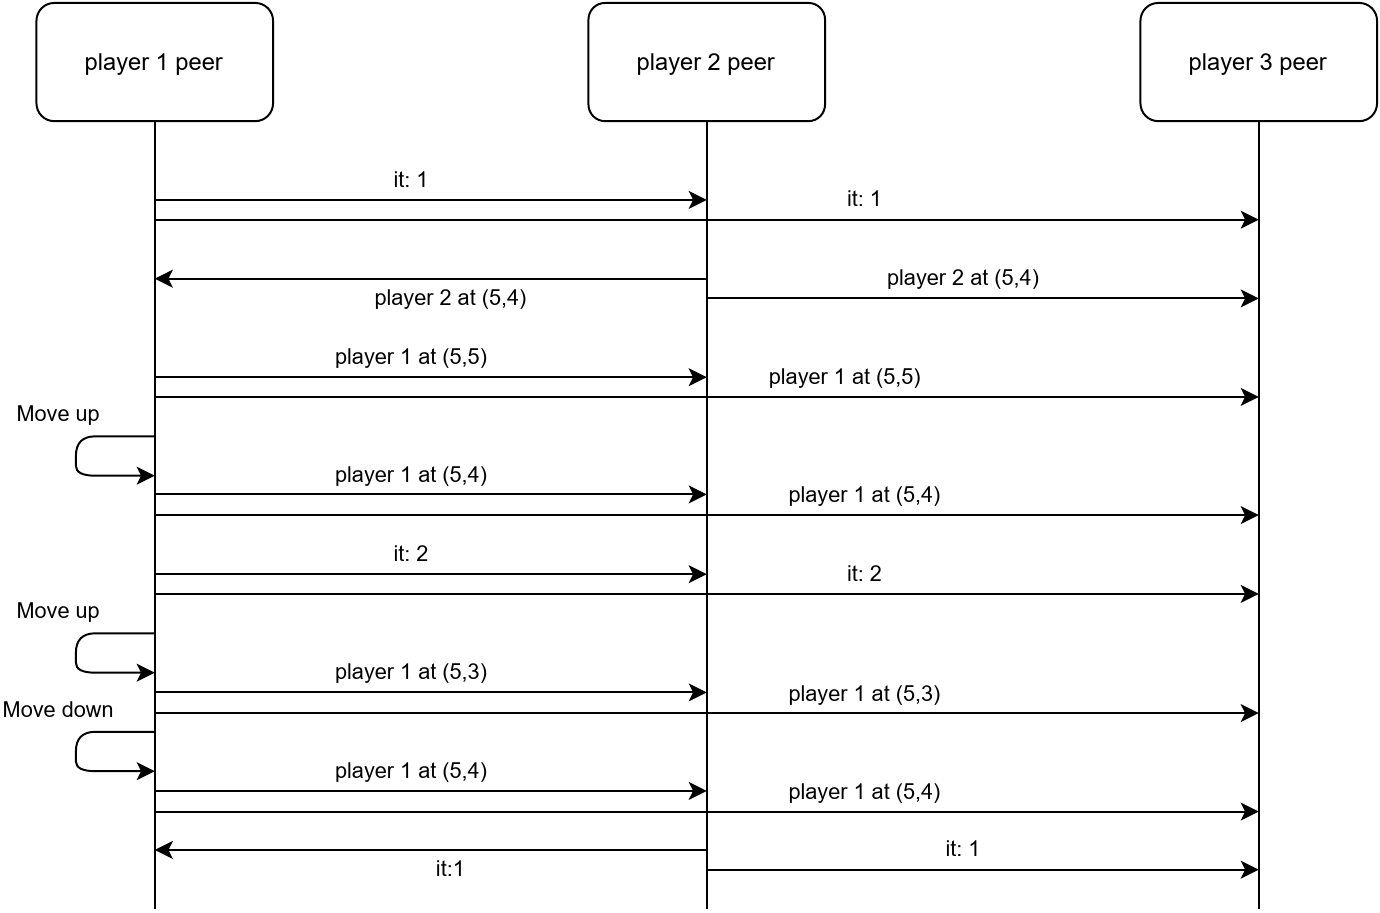 player 1 peer
player 2 peer
player 3 peer
it: 1
it: 1
player 2 at (5,4)
player 2 at (5,4)
player 1 at (5,5)
player 1 at (5,5)
Move up
player 1 at (5,4)
player 1 at (5,4)
it: 2
it: 2
Move up
player 1 at (5,3)
player 1 at (5,3)
Move down
player 1 at (5,4)
player 1 at (5,4)
it: 1
it:1